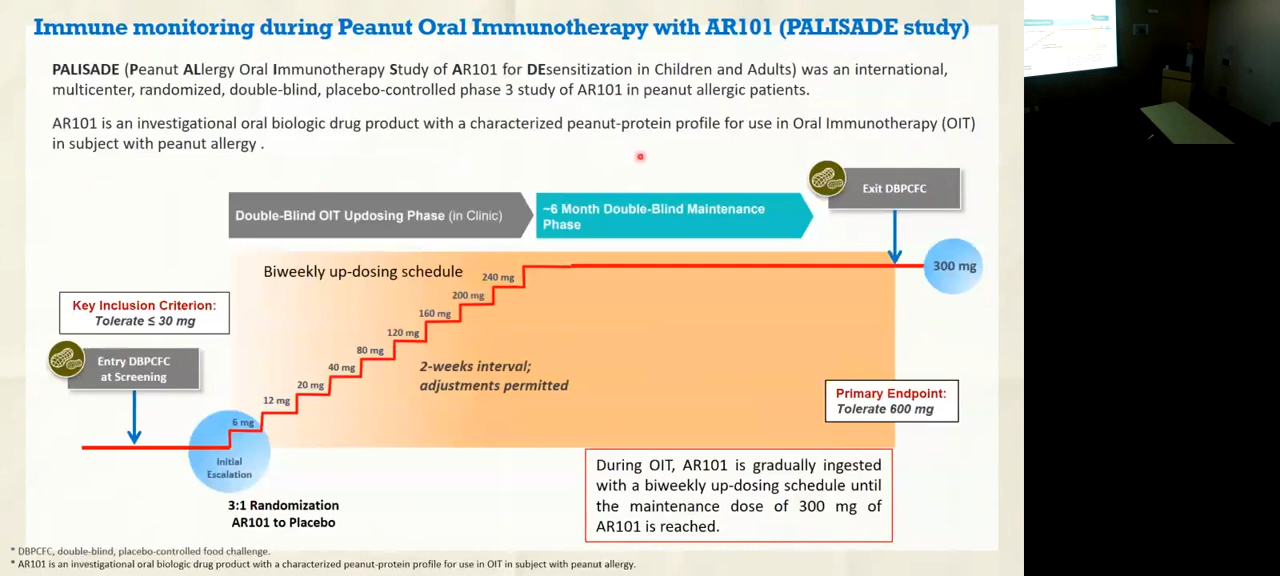 Immune monitoring during Peanut Oral Immunotherapy with AR101 (PALISADE study)
PALISADE (Peanut ALlergy Oral Immunotherapy Study of AR101 for DEsensitization in Children and Adults) was an international,
multicenter, randomized, double-blind, placebo-controlled phase 3 study of AR101 in peanut allergic patients.
AR101 is an investigational oral biologic drug product with a characterized peanut-protein profile for use in Oral Immunotherapy (OIT)
in subject with peanut allergy .
Exit DBPCFC
Double-Blind OIT Updosing Phase (in Clinic)
~6 Month Double-Blind Maintenance
Phase
Biweekly up-dosing schedule
300 mg
240 mg
200 mg
160 mg
120 mg
80 mg
40 mg
20 mg
12 mg
6 mg
Key Inclusion Criterion:
Tolerate ≤ 30 mg
Entry DBPCFC
at Screening
2-weeks interval;
adjustments permitted
Primary Endpoint:
Tolerate 600 mg
Initial
Escalation
3:1 Randomization
AR101 to Placebo
During OIT, AR101 is gradually ingested
with a biweekly up-dosing schedule until
the maintenance dose of 300 mg of
AR101 is reached.
* DBPCFC, double-blind, placebo-controlled food challenge.
* AR101 is an investigational oral biologic drug product with a characterized peanut-protein profile for use in OIT in subject with peanut allergy.